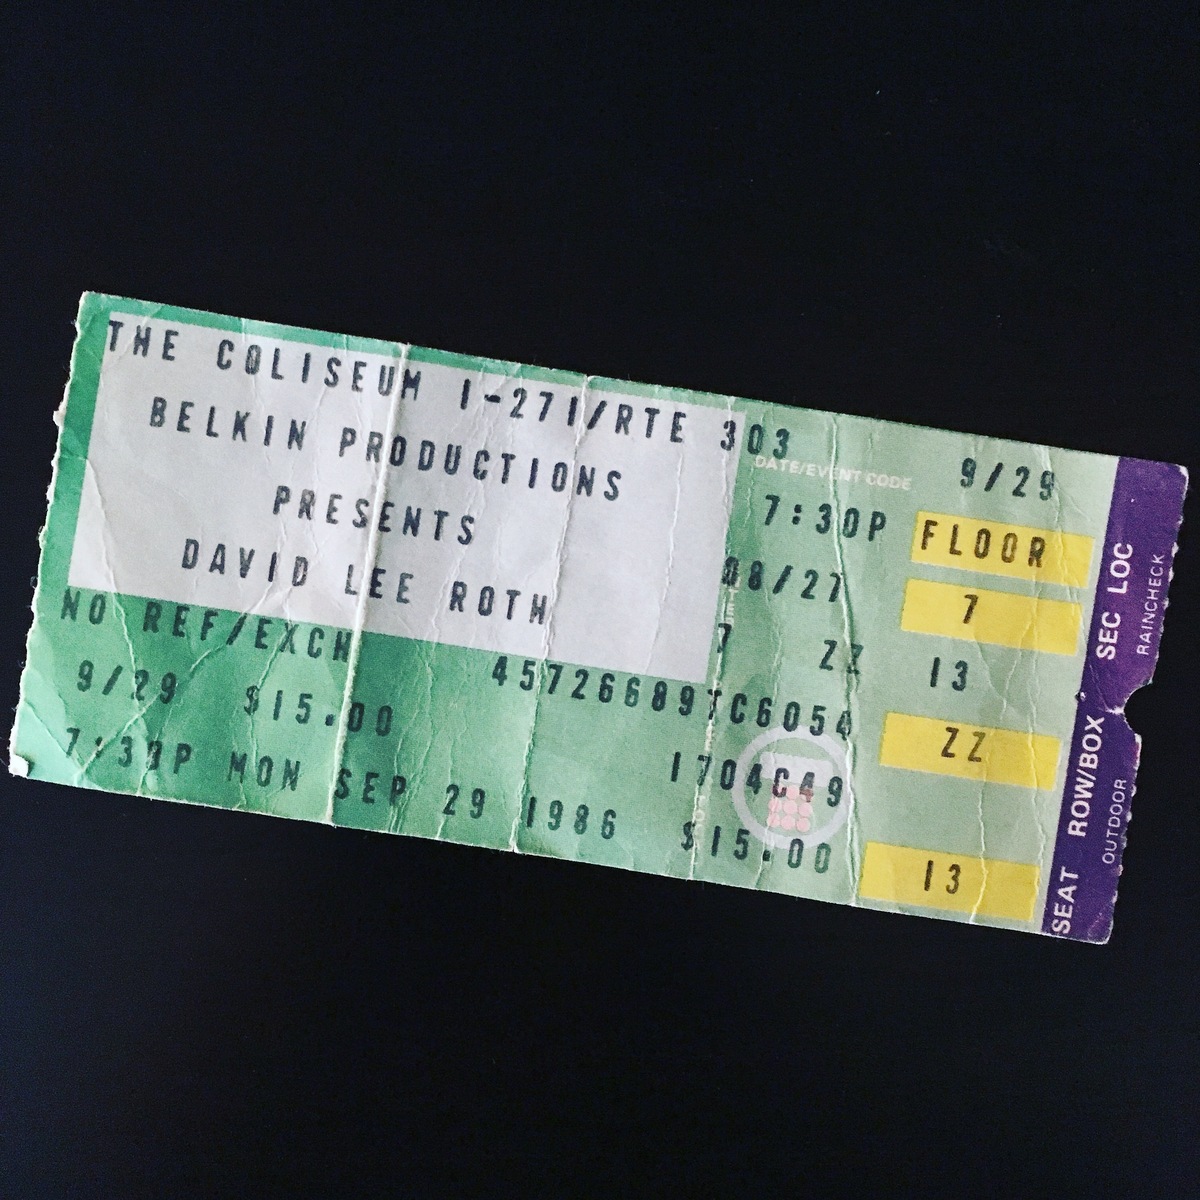 THE COLISEUM I-271/RTE 303
BELKIN PRODUCTIONS
PRESENTS
DAVID LEE ROTH
NO REF/EXCH
9/29 $15.00
7:30P MON SEP 29 1986
DATE/EVENT CODE
9/29
7:30P
08/27
7 ZZ 13
45726689TC6054
1704C49
$15.00
FLOOR
7
ZZ
13
SEC LOC
ROW/BOX
SEAT
RAINCHECK
OUTDOOR